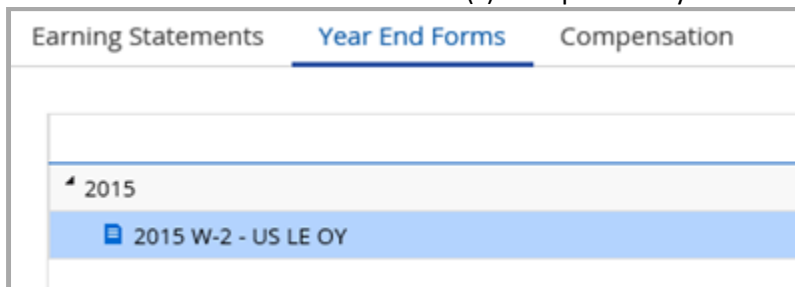 Earning Statements Year End Forms Compensation
2015
2015 W-2 - US LE OY